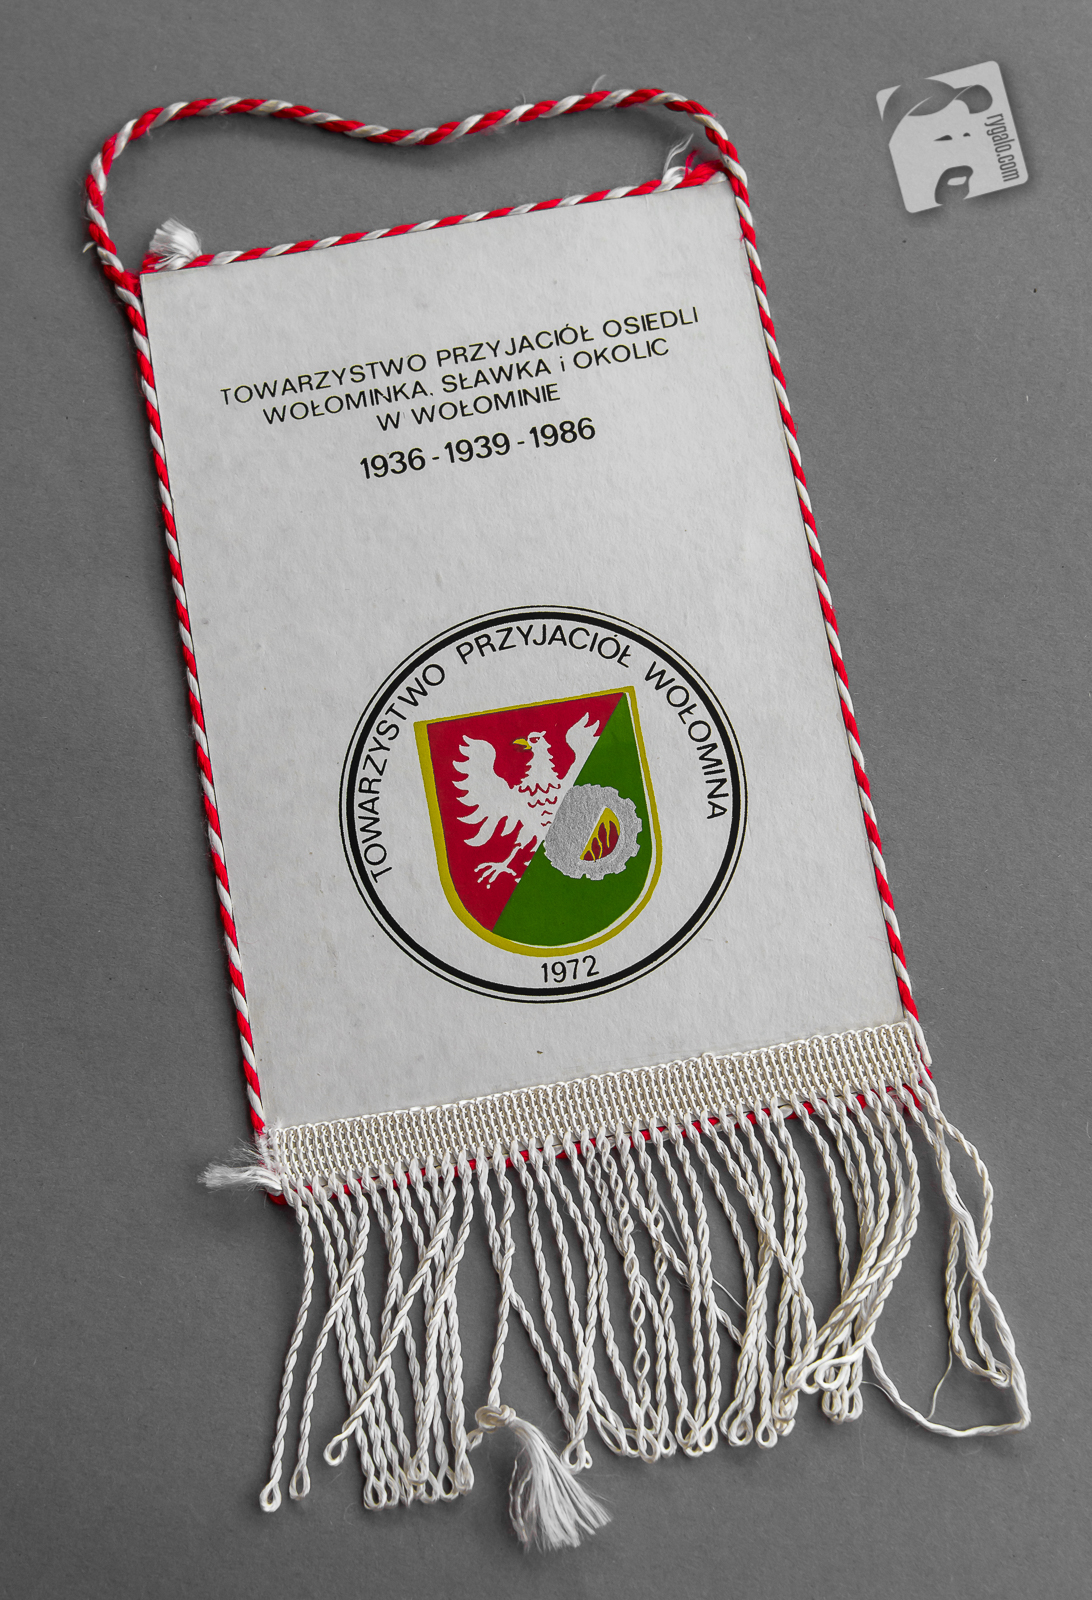 rygalo.com
TOWARZYSTWO PRZYJACIÓŁ OSIEDLI
WOŁOMINKA, SŁAWKA i OKOLIC
W WOŁOMINIE
1936 - 1939 - 1986
TOWARZYSTWO PRZYJACIÓŁ WOŁOMINA
1972